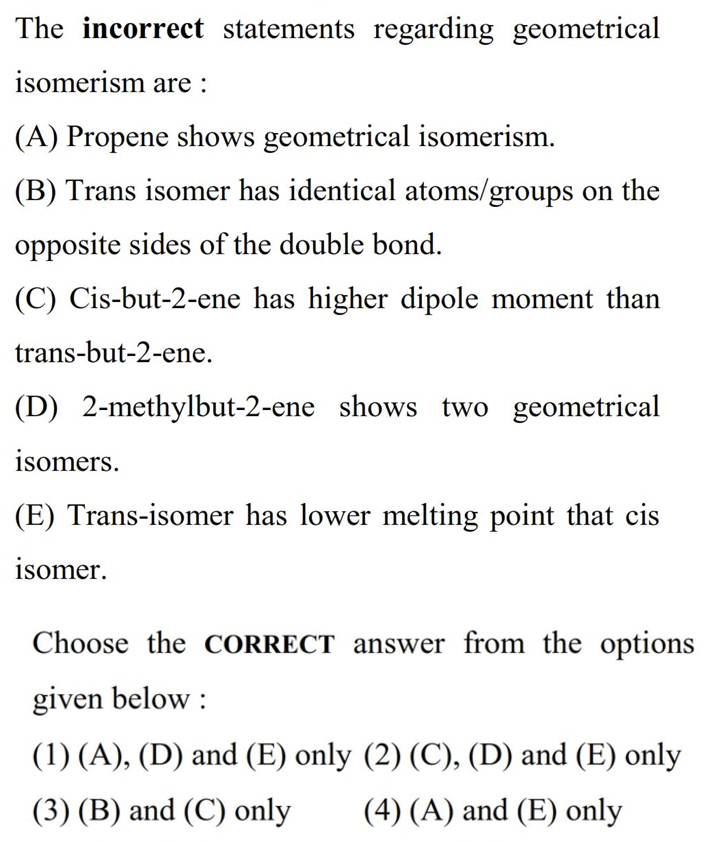 The incorrect statements regarding geometrical
isomerism are :
(A) Propene shows geometrical isomerism.
(B) Trans isomer has identical atoms/groups on the
opposite sides of the double bond.
(C) Cis-but-2-ene has higher dipole moment than
trans-but-2-ene.
(D) 2-methylbut-2-ene shows two geometrical
isomers.
(E) Trans-isomer has lower melting point that cis
isomer.
Choose the CORRECT answer from the options
given below :
(1) (A), (D) and (E) only (2) (C), (D) and (E) only
(3) (B) and (C) only (4) (A) and (E) only